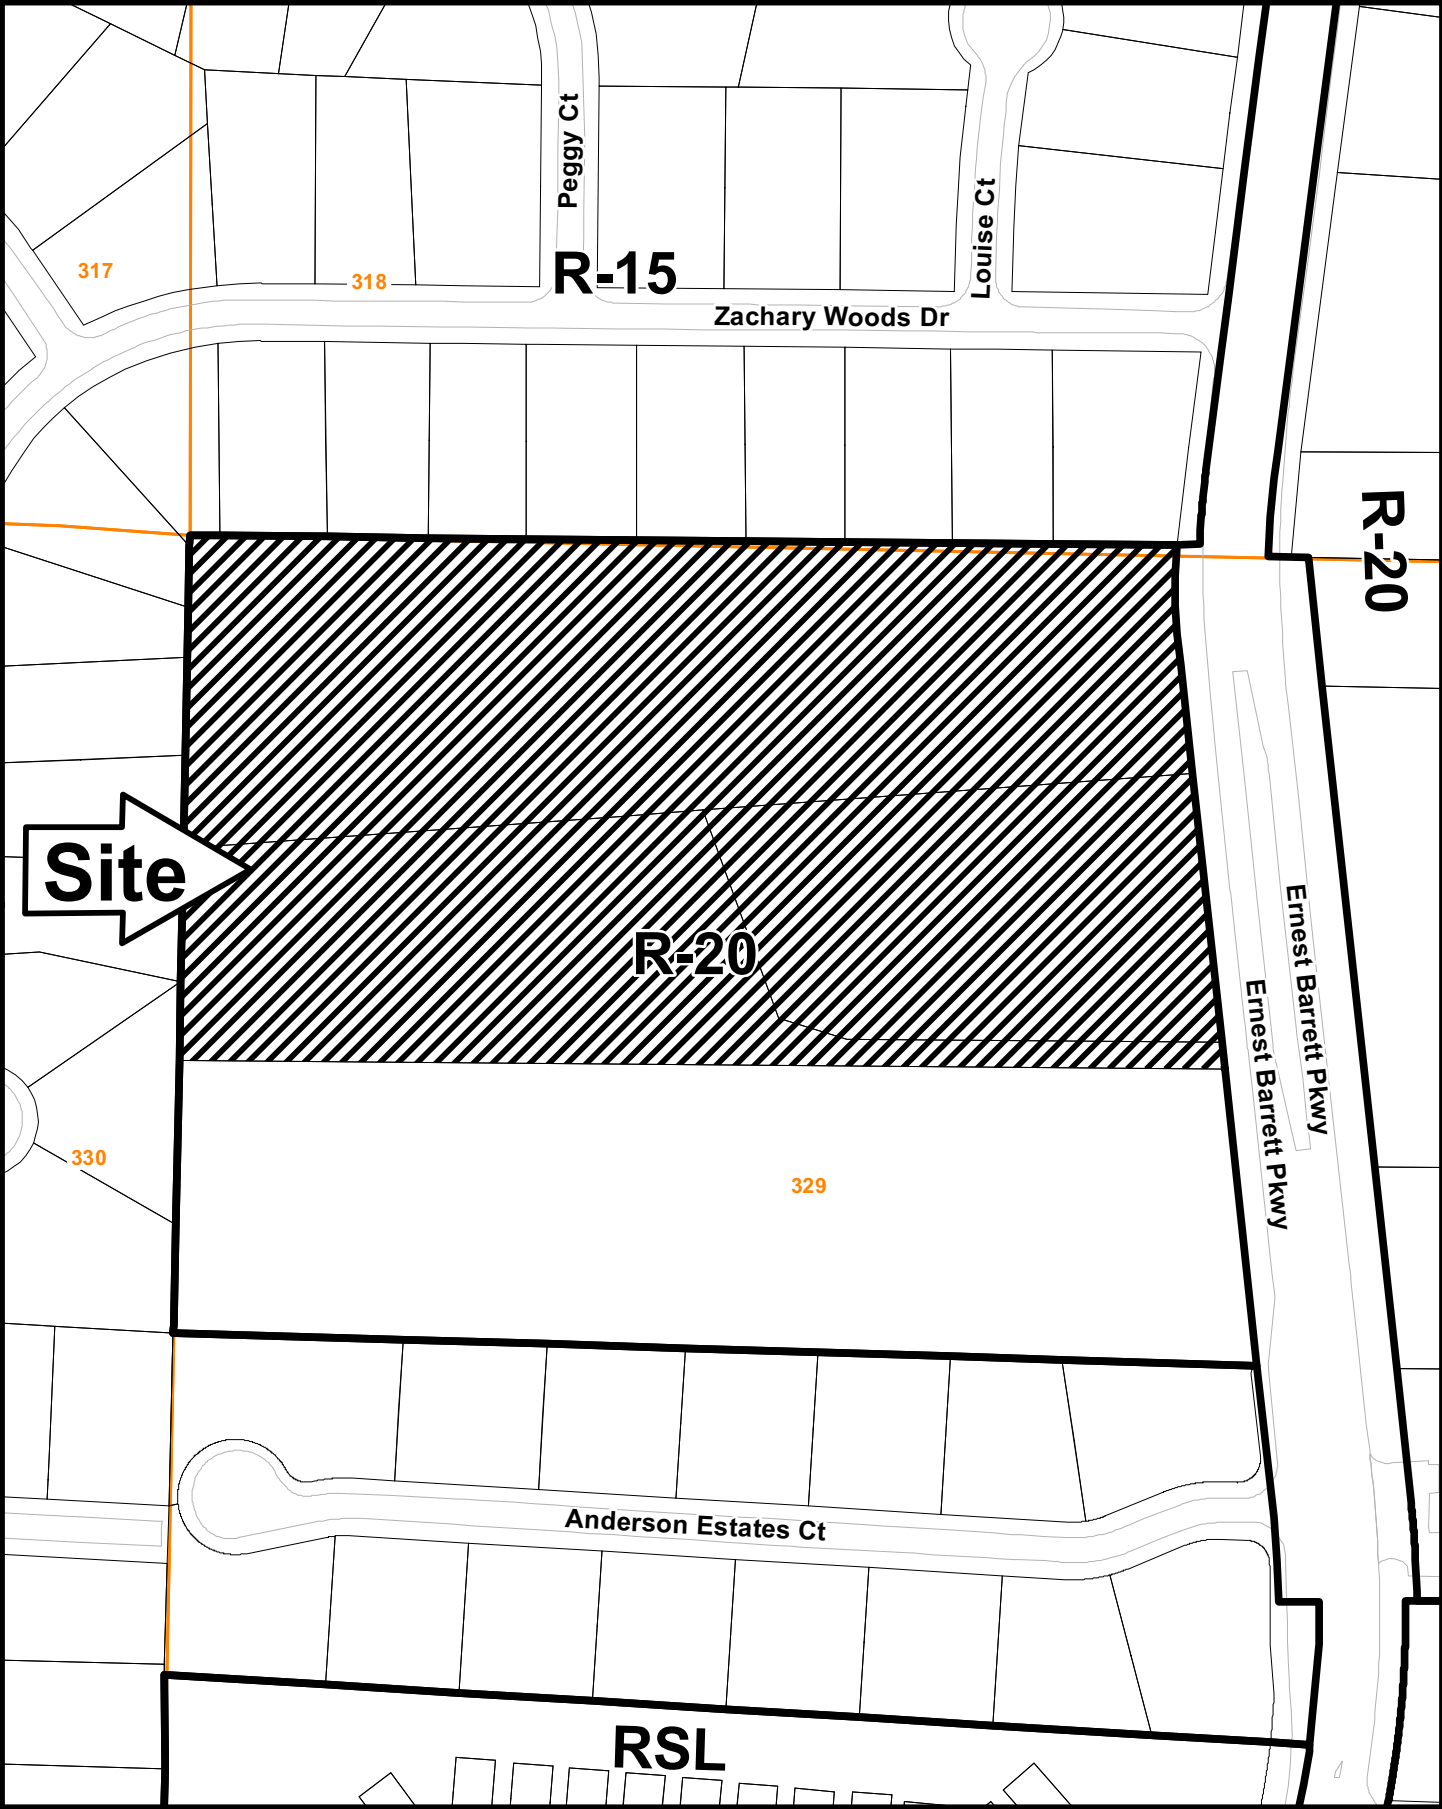 Peggy Ct
Louise Ct
317
318
R-15
Zachary Woods Dr
R-20
Site
R-20
Ernest Barrett Pkwy
Ernest Barrett Pkwy
330
329
Anderson Estates Ct
RSL